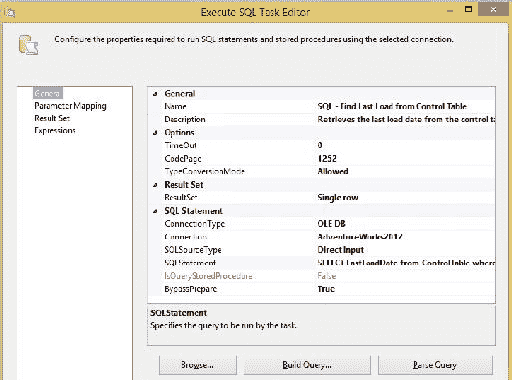 Execute SQL Task Editor
Configure the properties required to run SQL statements and stored procedures using the selected connection.
General
Parameter Mapping
Result Set
Expressions
General
Name SQL - Find Last Load from Control Table
Description Retrieves the last load date from the control ta
Options
TimeOut 0
CodePage 1252
TypeConversionMode Allowed
Result Set
ResultSet Single row
SQL Statement
ConnectionType OLE DB
Connection AdventureWorks2012
SQLSourceType Direct Input
SQLStatement SELECT LastLoadDate from ControlTable where
IsQueryStoredProcedure False
BypassPrepare True
SQLStatement
Specifies the query to be run by the task.
Browse... Build Query... Parse Query